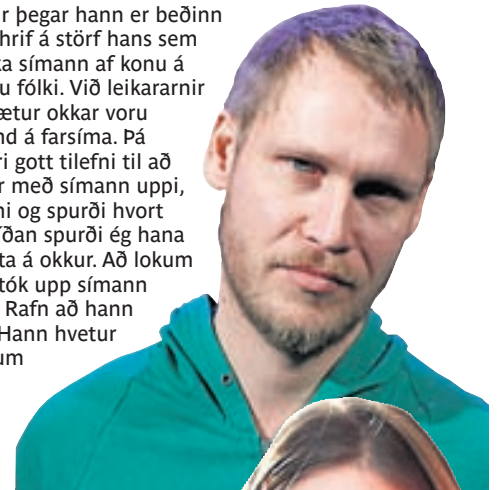 r þegar hann er beðinn
hrif á störf hans sem
a símann af konu á
u fólki. Við leikararnir
ætur okkar voru
nd á farsíma. Þá
ri gott tilefni til að
r með símann uppi,
ni og spurði hvort
íðan spurði ég hana
ta á okkur. Að lokum
tók upp símann
Rafn að hann
Hann hvetur
um